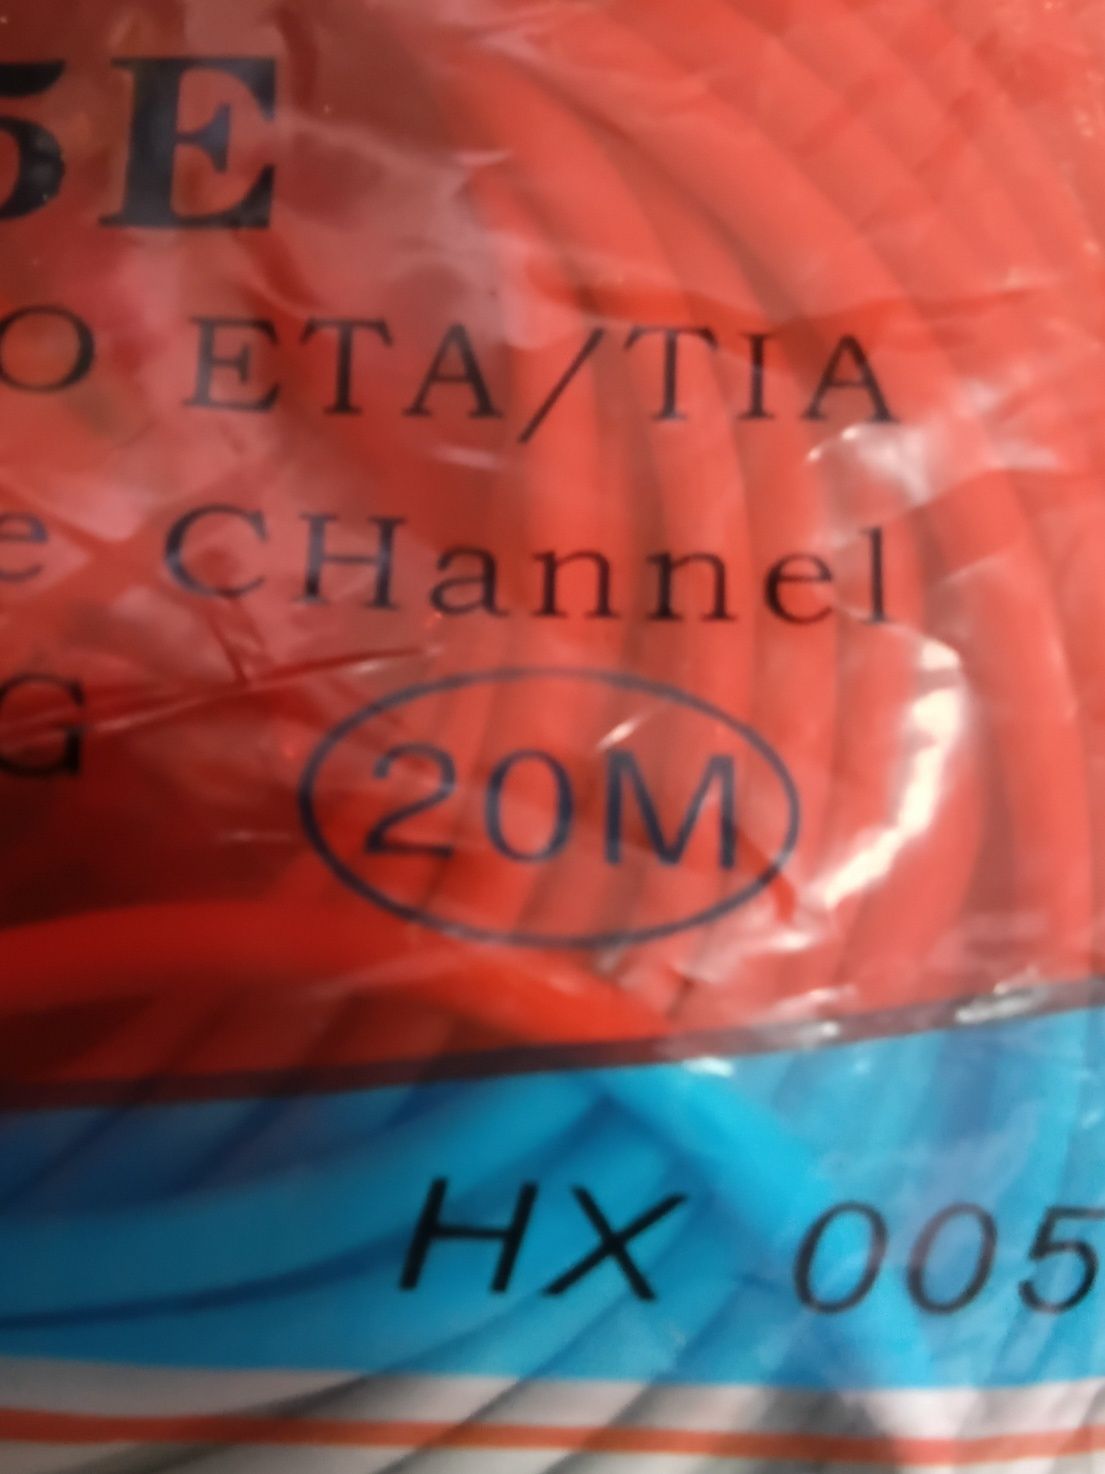 5E
O ETA/TIA
e CHannel
G 20M
HX 005